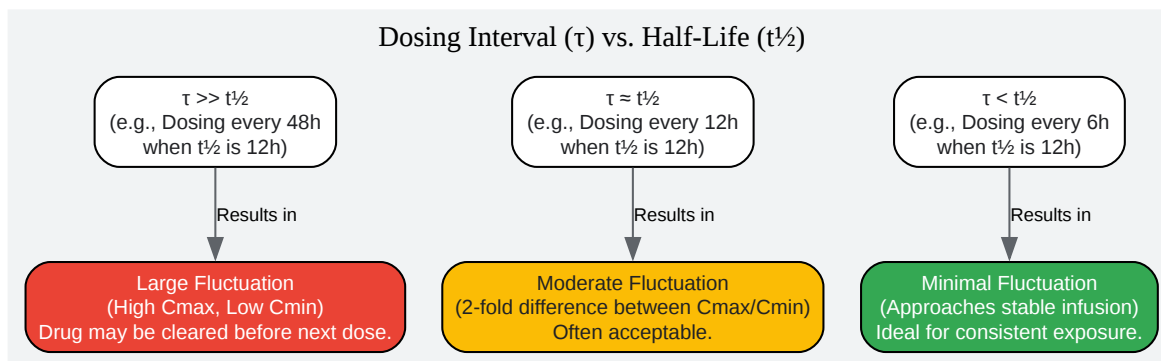 Dosing Interval (τ) vs. Half-Life (t½)
τ >> t½
(e.g., Dosing every 48h
when t½ is 12h)
τ ≈ t½
(e.g., Dosing every 12h
when t½ is 12h)
τ < t½
(e.g., Dosing every 6h
when t½ is 12h)
Results in
Results in
Results in
Large Fluctuation
(High Cmax, Low Cmin)
Drug may be cleared before next dose.
Moderate Fluctuation
(2-fold difference between Cmax/Cmin)
Often acceptable.
Minimal Fluctuation
(Approaches stable infusion)
Ideal for consistent exposure.